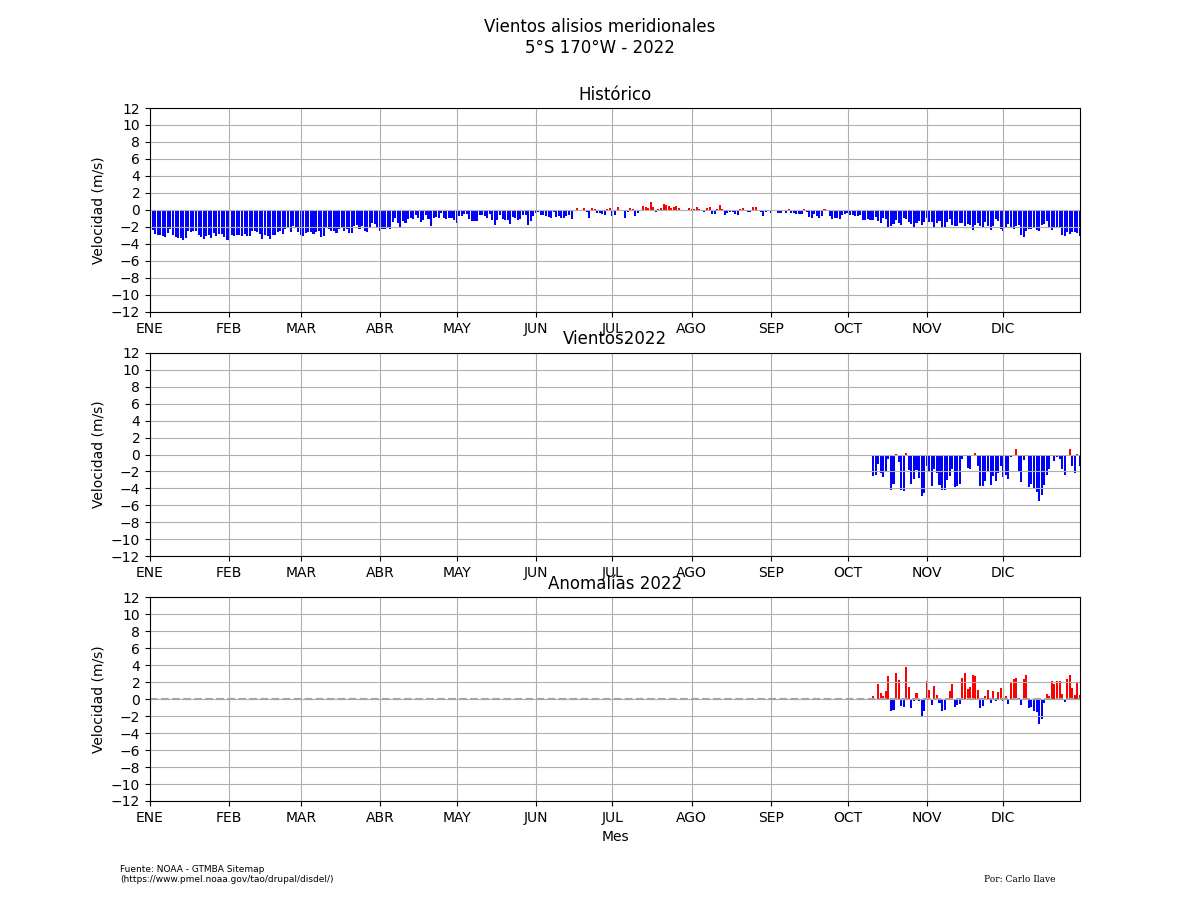 Vientos alisios meridionales
5°S 170°W - 2022
Histórico
12
10
8
6
4
2
0
−2
−4
−6
−8
−10
−12
Velocidad (m/s)
ENE FEB MAR ABR MAY JUN JUL AGO SEP OCT NOV DIC
Vientos2022
12
10
8
6
4
2
0
−2
−4
−6
−8
−10
−12
Velocidad (m/s)
ENE FEB MAR ABR MAY JUN JUL AGO SEP OCT NOV DIC
Anomalías 2022
12
10
8
6
4
2
0
−2
−4
−6
−8
−10
−12
Velocidad (m/s)
ENE FEB MAR ABR MAY JUN JUL AGO SEP OCT NOV DIC
Mes
Fuente: NOAA - GTMBA Sitemap
(https://www.pmel.noaa.gov/tao/drupal/disdel/)
Por: Carlo Ilave